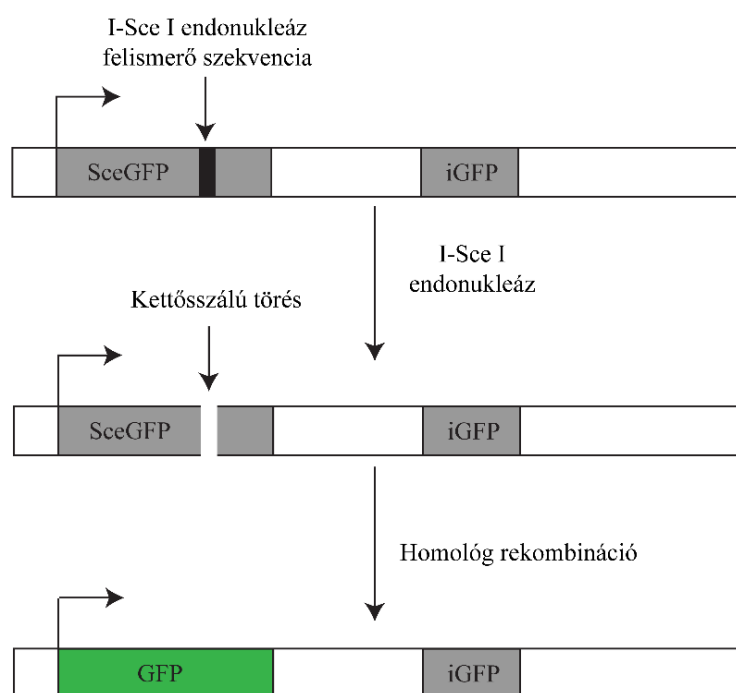 I-Sce I endonukleáz
felismerő szekvencia
SceGFP
iGFP
I-Sce I
endonukleáz
Kettősszálú törés
SceGFP
iGFP
Homológ rekombináció
GFP
iGFP